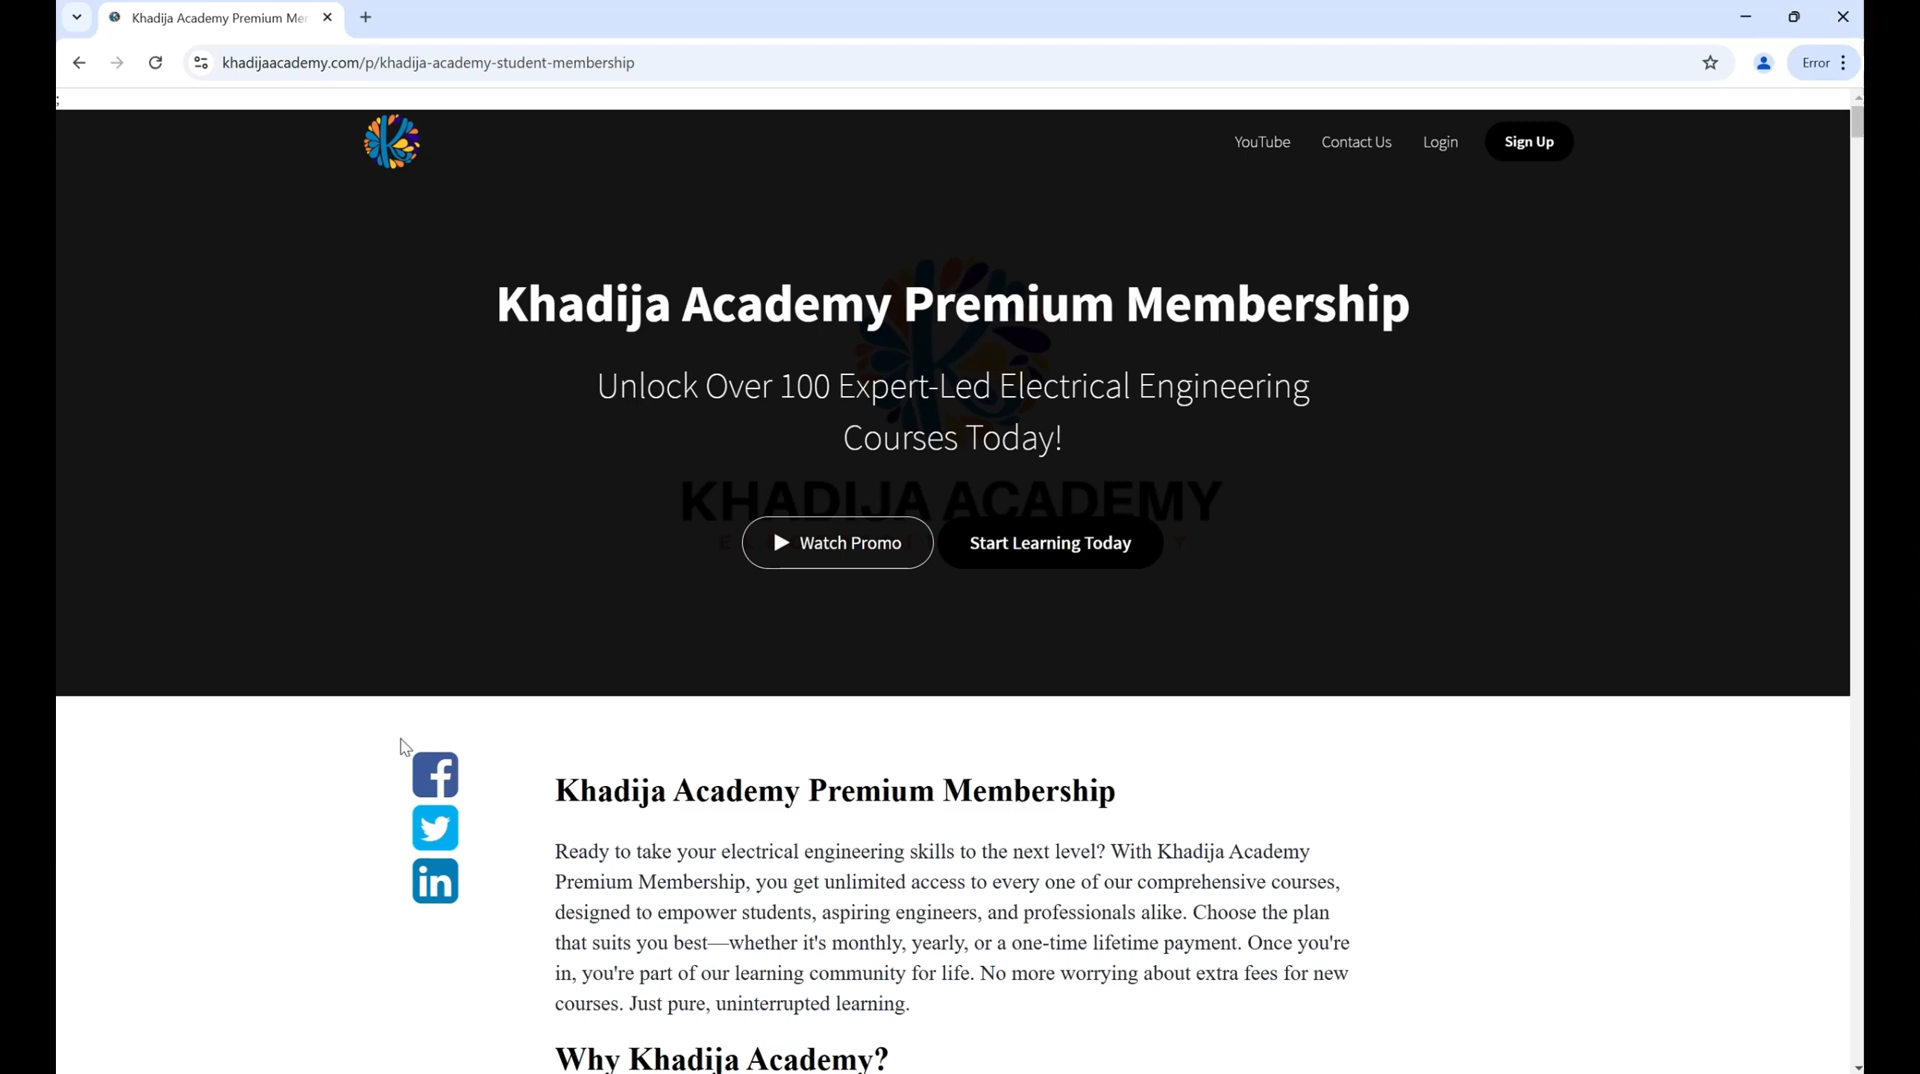 Khadija Academy Premium Mem
khadijaacademy.com/p/khadija-academy-student-membership
Error
;
YouTube
Contact Us
Login
Sign Up
Khadija Academy Premium Membership
Unlock Over 100 Expert-Led Electrical Engineering
Courses Today!
KHADIJA ACADEMY
Watch Promo
Start Learning Today
Khadija Academy Premium Membership
Ready to take your electrical engineering skills to the next level? With Khadija Academy
Premium Membership, you get unlimited access to every one of our comprehensive courses,
designed to empower students, aspiring engineers, and professionals alike. Choose the plan
that suits you best—whether it's monthly, yearly, or a one-time lifetime payment. Once you're
in, you're part of our learning community for life. No more worrying about extra fees for new
courses. Just pure, uninterrupted learning.
Why Khadija Academy?